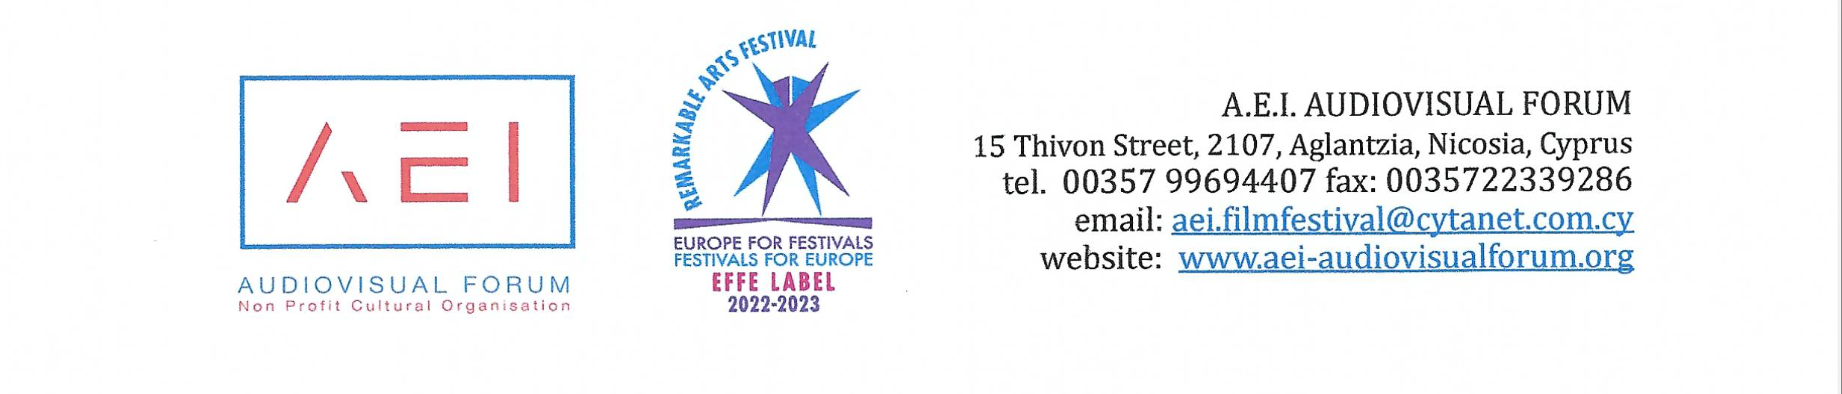 AEI
AUDIOVISUAL FORUM
Non Profit Cultural Organisation
REMARKABLE ARTS FESTIVAL
EUROPE FOR FESTIVALS
FESTIVALS FOR EUROPE
EFFE LABEL
2022-2023
A.E.I. AUDIOVISUAL FORUM
15 Thivon Street, 2107, Aglantzia, Nicosia, Cyprus
tel. 00357 99694407 fax: 0035722339286
email: aei.filmfestival@cytanet.com.cy
website: www.aei-audiovisualforum.org